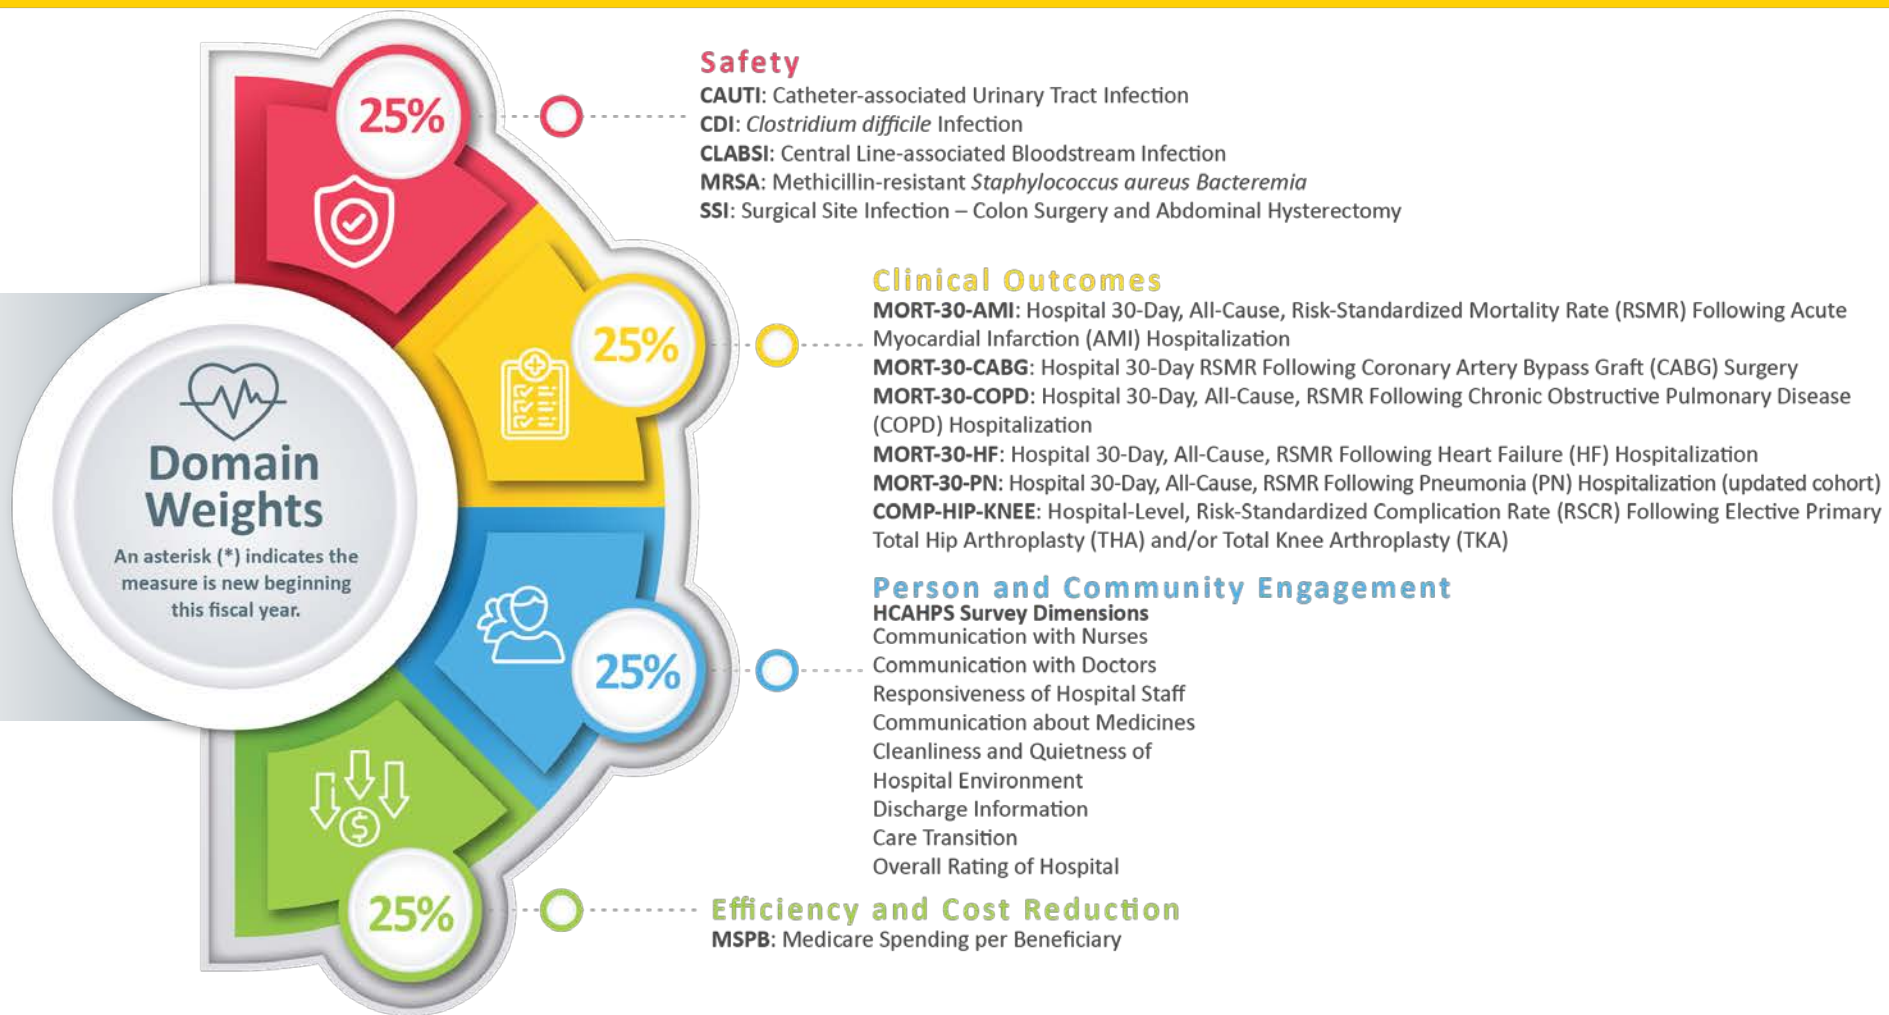 25%
Safety
CAUTI: Catheter-associated Urinary Tract Infection
CDI: Clostridium difficile Infection
CLABSI: Central Line-associated Bloodstream Infection
MRSA: Methicillin-resistant Staphylococcus aureus Bacteremia
SSI: Surgical Site Infection – Colon Surgery and Abdominal Hysterectomy
25%
Clinical Outcomes
MORT-30-AMI: Hospital 30-Day, All-Cause, Risk-Standardized Mortality Rate (RSMR) Following Acute
Myocardial Infarction (AMI) Hospitalization
MORT-30-CABG: Hospital 30-Day RSMR Following Coronary Artery Bypass Graft (CABG) Surgery
MORT-30-COPD: Hospital 30-Day, All-Cause, RSMR Following Chronic Obstructive Pulmonary Disease
(COPD) Hospitalization
MORT-30-HF: Hospital 30-Day, All-Cause, RSMR Following Heart Failure (HF) Hospitalization
MORT-30-PN: Hospital 30-Day, All-Cause, RSMR Following Pneumonia (PN) Hospitalization (updated cohort)
COMP-HIP-KNEE: Hospital-Level, Risk-Standardized Complication Rate (RSCR) Following Elective Primary
Total Hip Arthroplasty (THA) and/or Total Knee Arthroplasty (TKA)
Domain
Weights
An asterisk (*) indicates the
measure is new beginning
this fiscal year.
25%
Person and Community Engagement
HCAHPS Survey Dimensions
Communication with Nurses
Communication with Doctors
Responsiveness of Hospital Staff
Communication about Medicines
Cleanliness and Quietness of
Hospital Environment
Discharge Information
Care Transition
Overall Rating of Hospital
25%
Efficiency and Cost Reduction
MSPB: Medicare Spending per Beneficiary
$